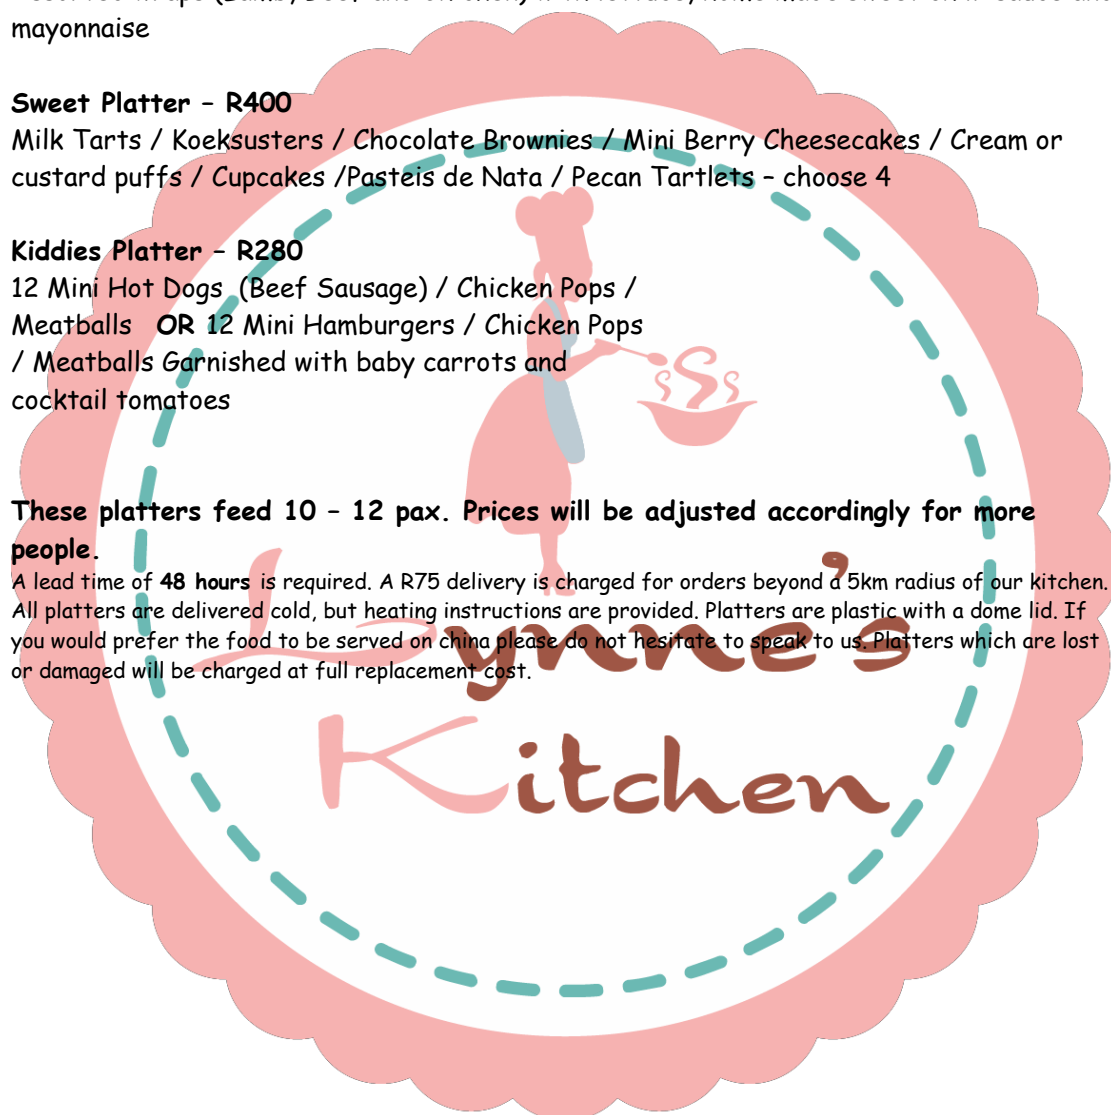 mayonnaise
Sweet Platter – R400
Milk Tarts / Koeksusters / Chocolate Brownies / Mini Berry Cheesecakes / Cream or
custard puffs / Cupcakes /Pasteis de Nata / Pecan Tartlets – choose 4
Kiddies Platter – R280
12 Mini Hot Dogs (Beef Sausage) / Chicken Pops /
Meatballs OR 12 Mini Hamburgers / Chicken Pops
/ Meatballs Garnished with baby carrots and
cocktail tomatoes
These platters feed 10 – 12 pax. Prices will be adjusted accordingly for more
people.
A lead time of 48 hours is required. A R75 delivery is charged for orders beyond a 5km radius of our kitchen.
All platters are delivered cold, but heating instructions are provided. Platters are plastic with a dome lid. If
you would prefer the food to be served on china please do not hesitate to speak to us. Platters which are lost
or damaged will be charged at full replacement cost.
Lynne's
Kitchen